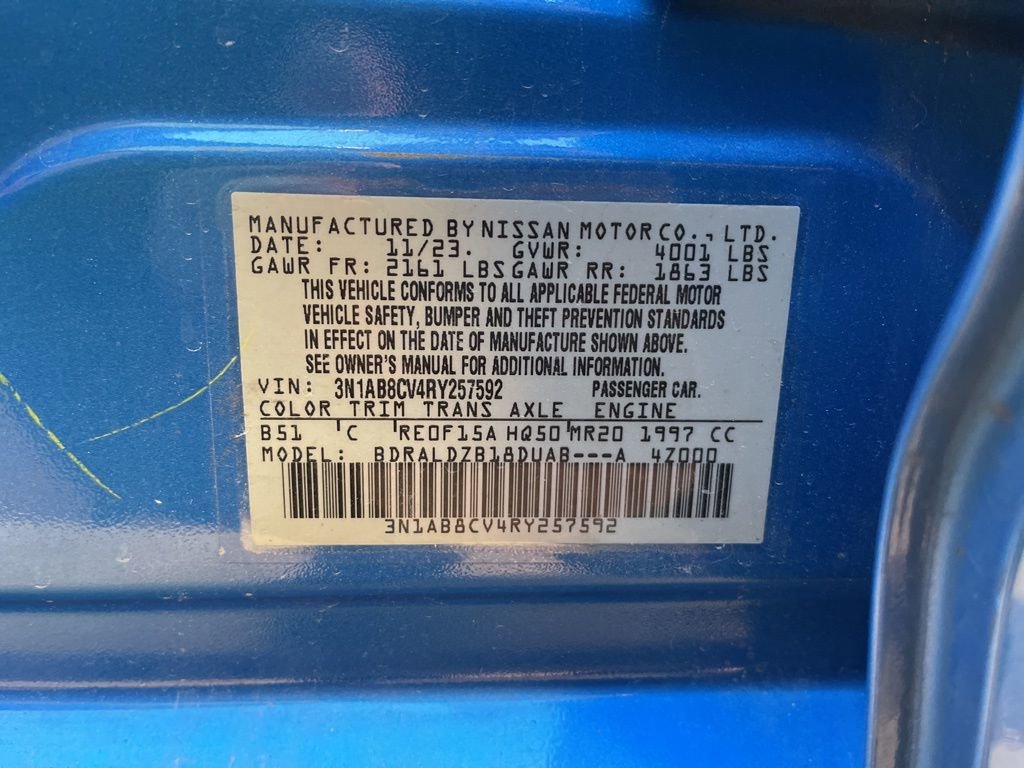 MANUFACTURED BY NISSAN MOTOR CO., LTD.
DATE: 11/23. GVWR: 4001 LBS
GAWR FR: 2161 LBS GAWR RR: 1863 LBS
THIS VEHICLE CONFORMS TO ALL APPLICABLE FEDERAL MOTOR
VEHICLE SAFETY, BUMPER AND THEFT PREVENTION STANDARDS
IN EFFECT ON THE DATE OF MANUFACTURE SHOWN ABOVE.
SEE OWNER'S MANUAL FOR ADDITIONAL INFORMATION.
VIN: 3N1AB8CV4RY257592 PASSENGER CAR.
COLOR TRIM TRANS AXLE ENGINE
B51 C RE0F15A HQ50 MR20 1997 CC
MODEL: BDRALDZB18DUAB---A 4Z000
3N1AB8CV4RY257592